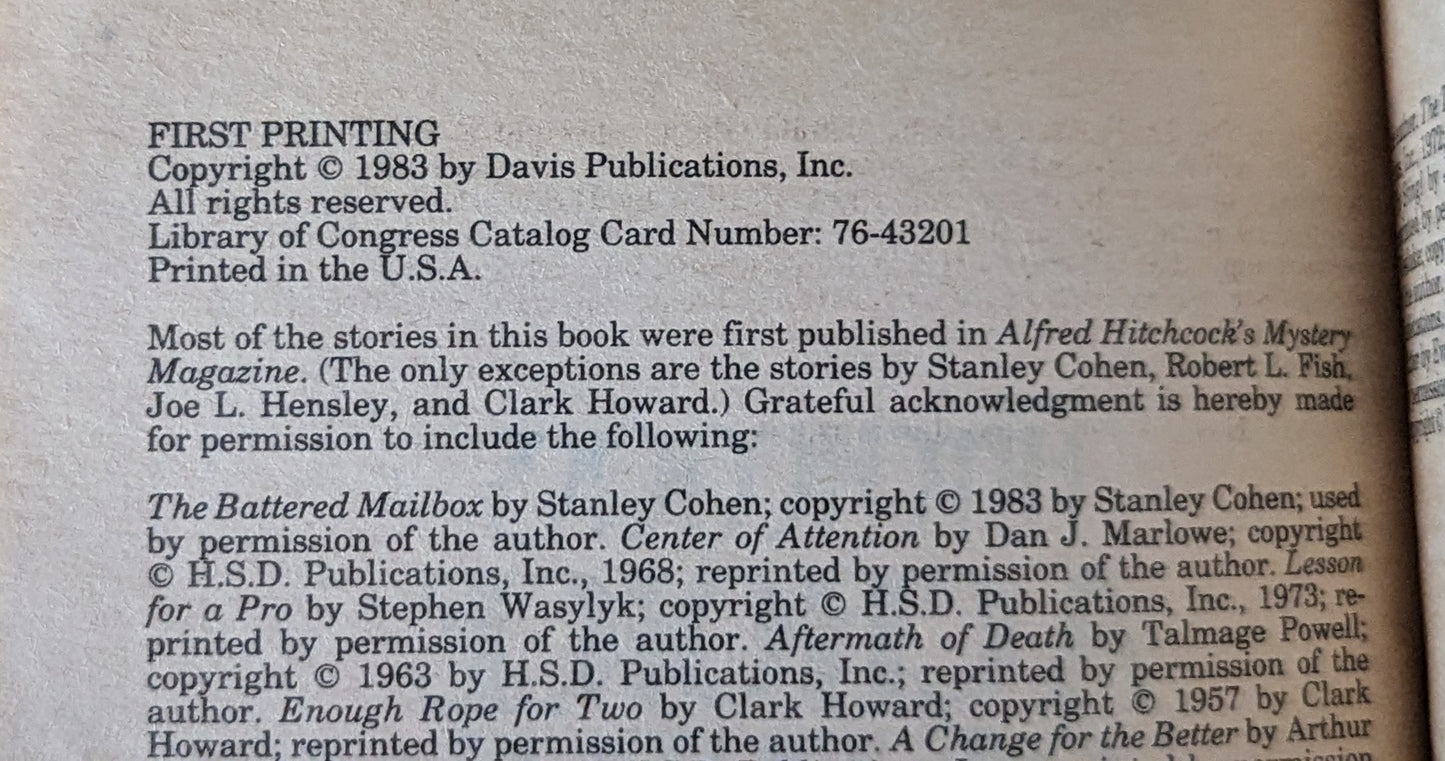 FIRST PRINTING
Copyright © 1983 by Davis Publications, Inc.
All rights reserved.
Library of Congress Catalog Card Number: 76-43201
Printed in the U.S.A.
Most of the stories in this book were first published in Alfred Hitchcock's Mystery
Magazine. (The only exceptions are the stories by Stanley Cohen, Robert L. Fish,
Joe L. Hensley, and Clark Howard.) Grateful acknowledgment is hereby made
for permission to include the following:
The Battered Mailbox by Stanley Cohen; copyright © 1983 by Stanley Cohen; used
by permission of the author. Center of Attention by Dan J. Marlowe; copyright
© H.S.D. Publications, Inc., 1968; reprinted by permission of the author. Lesson
for a Pro by Stephen Wasylyk; copyright © H.S.D. Publications, Inc., 1973; re-
printed by permission of the author. Aftermath of Death by Talmage Powell;
copyright © 1963 by H.S.D. Publications, Inc.; reprinted by permission of the
author. Enough Rope for Two by Clark Howard; copyright © 1957 by Clark
Howard; reprinted by permission of the author. A Change for the Better by Arthur